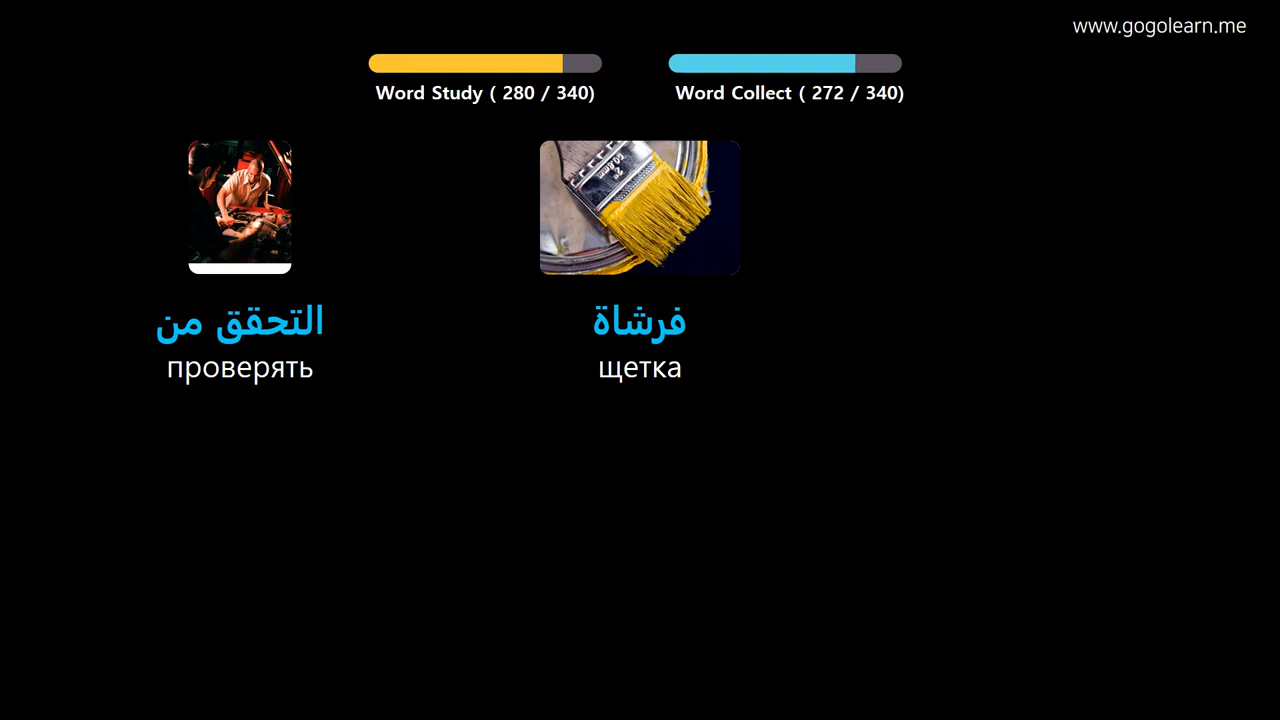 www.gogolearn.me
Word Study ( 280 / 340)
Word Collect ( 272 / 340)
التحقق من
проверять
فرشاة
щетка